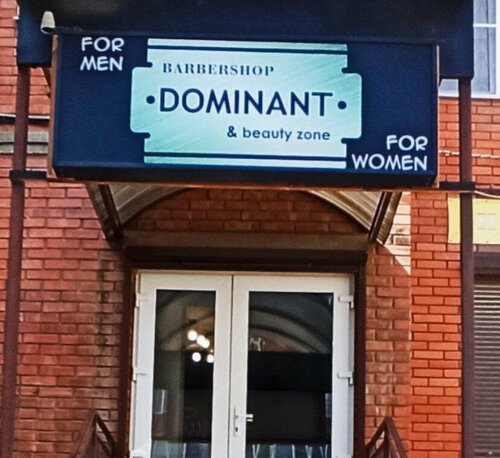 FOR
MEN
BARBERSHOP
•DOMINANT•
& beauty zone
FOR
WOMEN